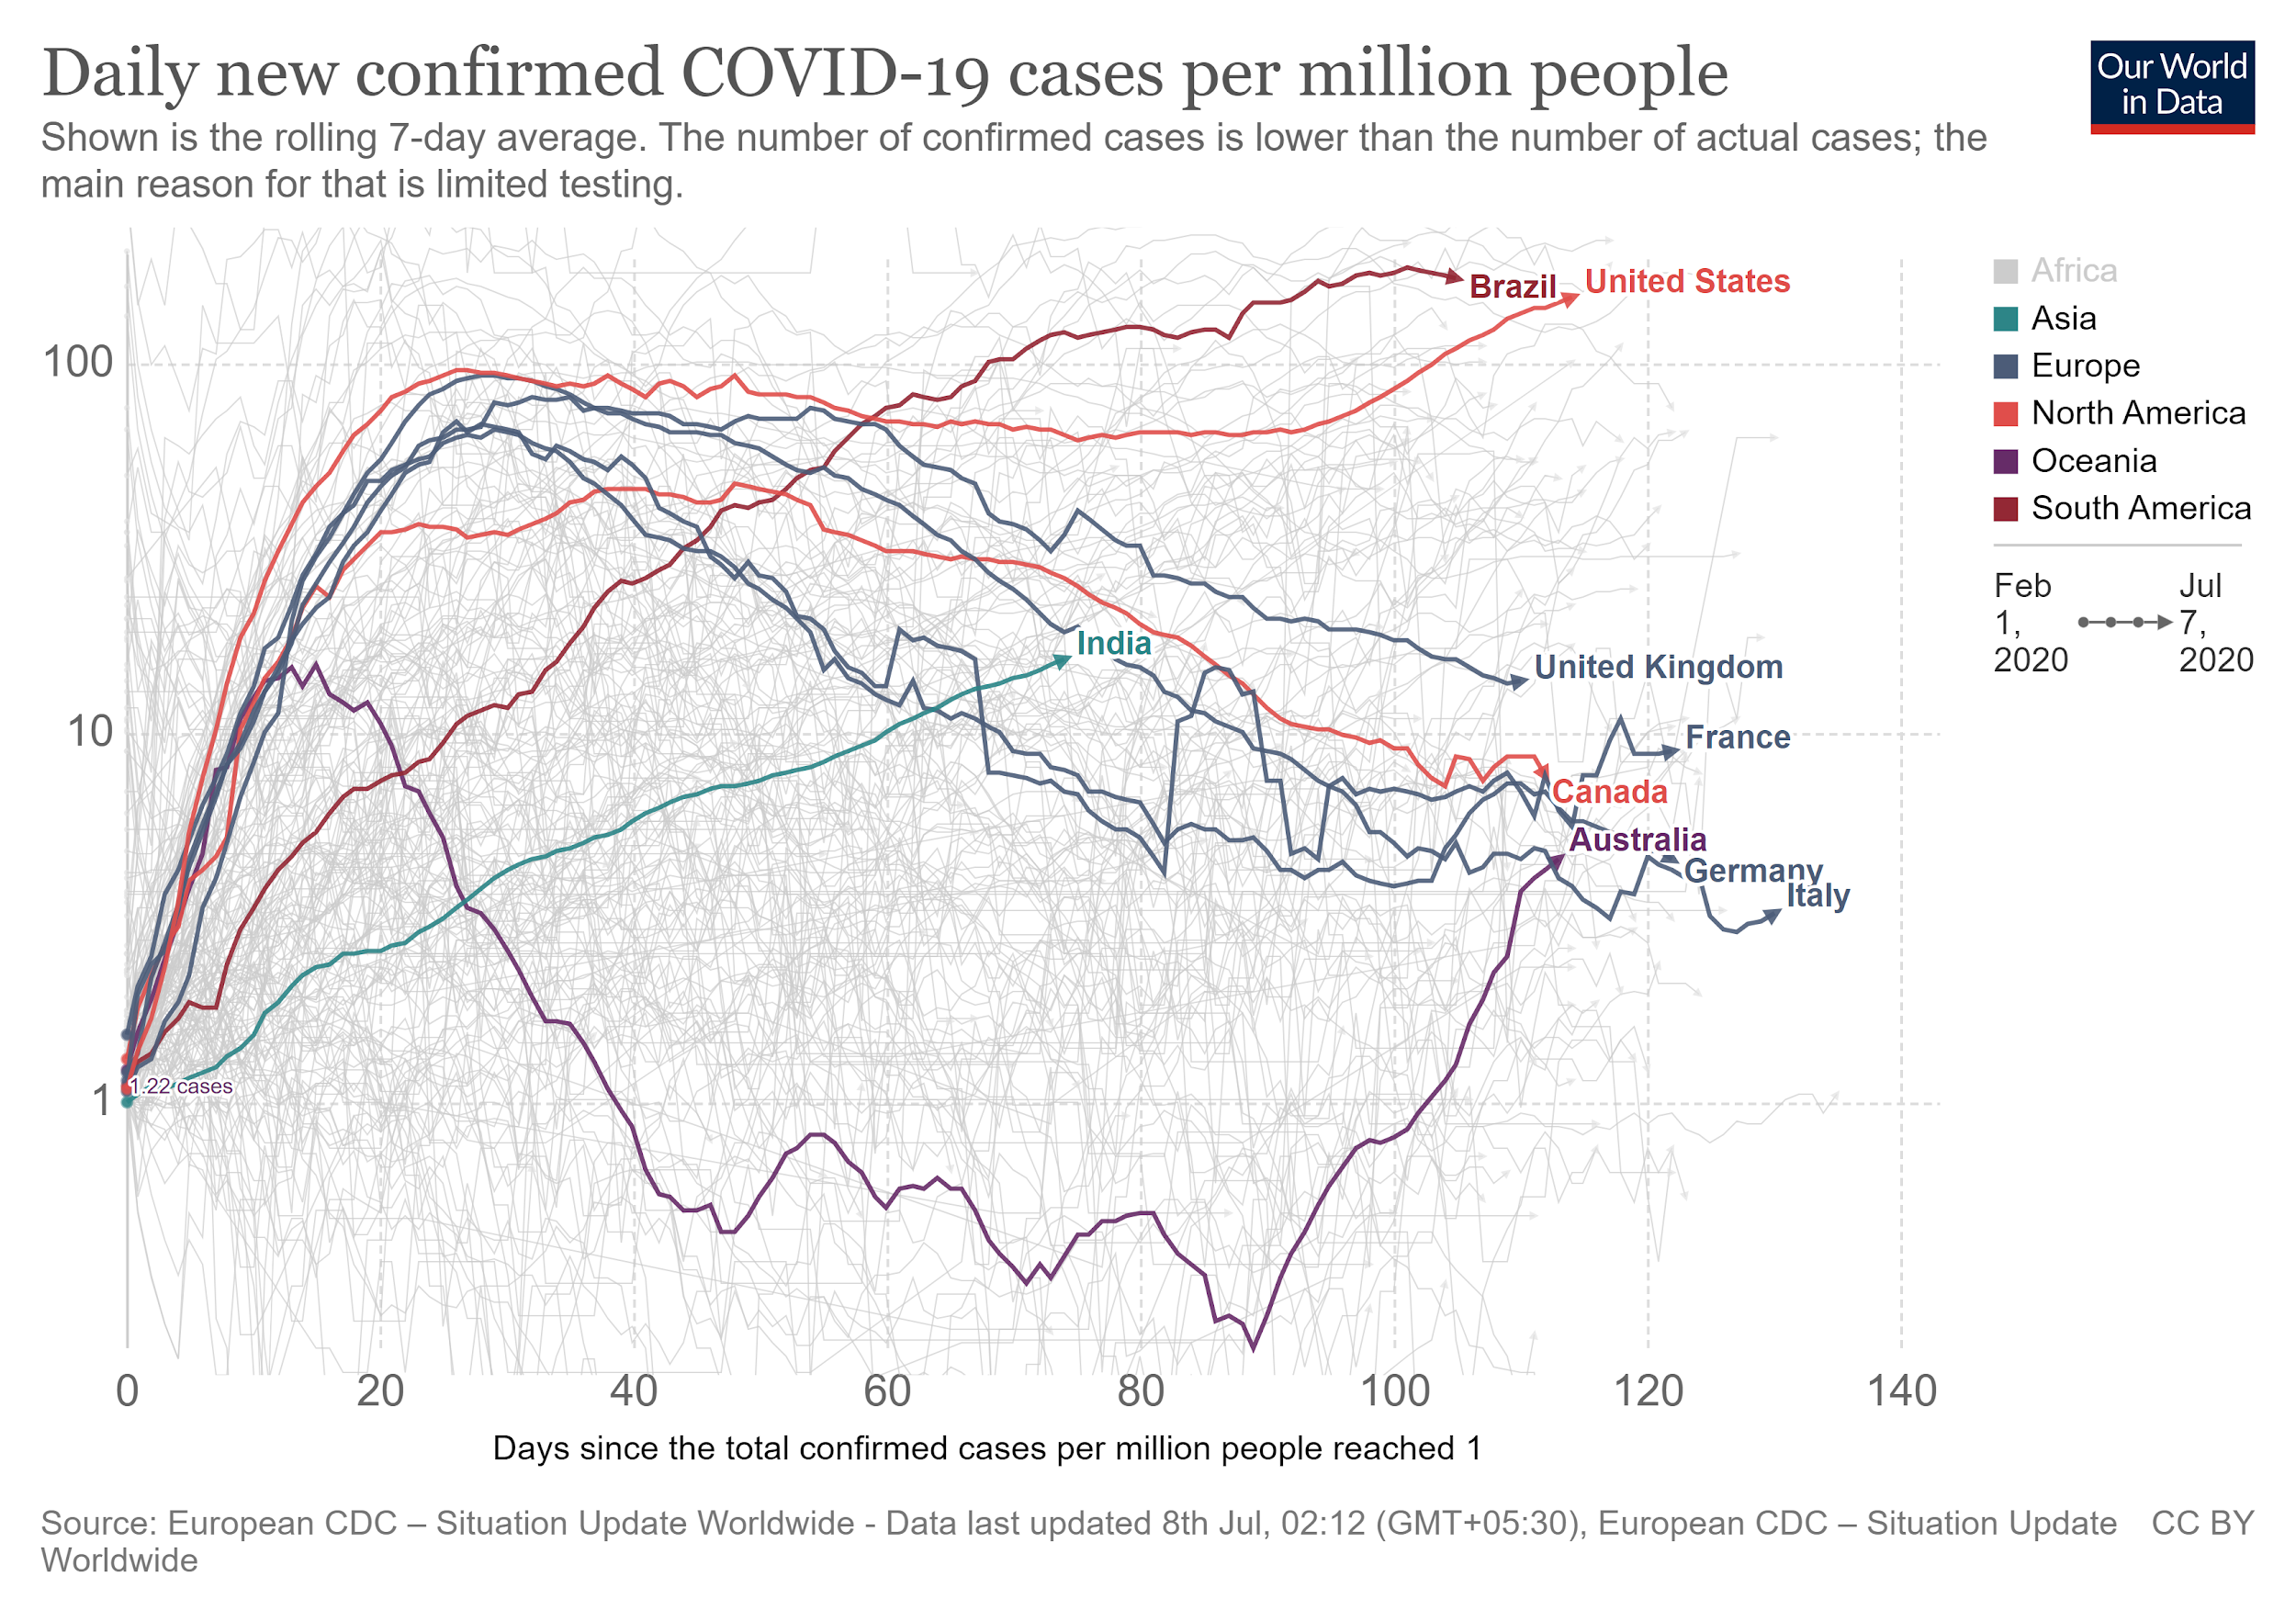 Daily new confirmed COVID-19 cases per million people
Our World
in Data
Shown is the rolling 7-day average. The number of confirmed cases is lower than the number of actual cases; the
main reason for that is limited testing.
Brazil
United States
India
United Kingdom
France
Canada
Australia
Germany
Italy
1.22 cases
100
10
1
0 20 40 60 80 100 120 140
Days since the total confirmed cases per million people reached 1
Africa
Asia
Europe
North America
Oceania
South America
Feb
1,
2020
Jul
7,
2020
Source: European CDC – Situation Update Worldwide - Data last updated 8th Jul, 02:12 (GMT+05:30), European CDC – Situation Update
Worldwide
CC BY